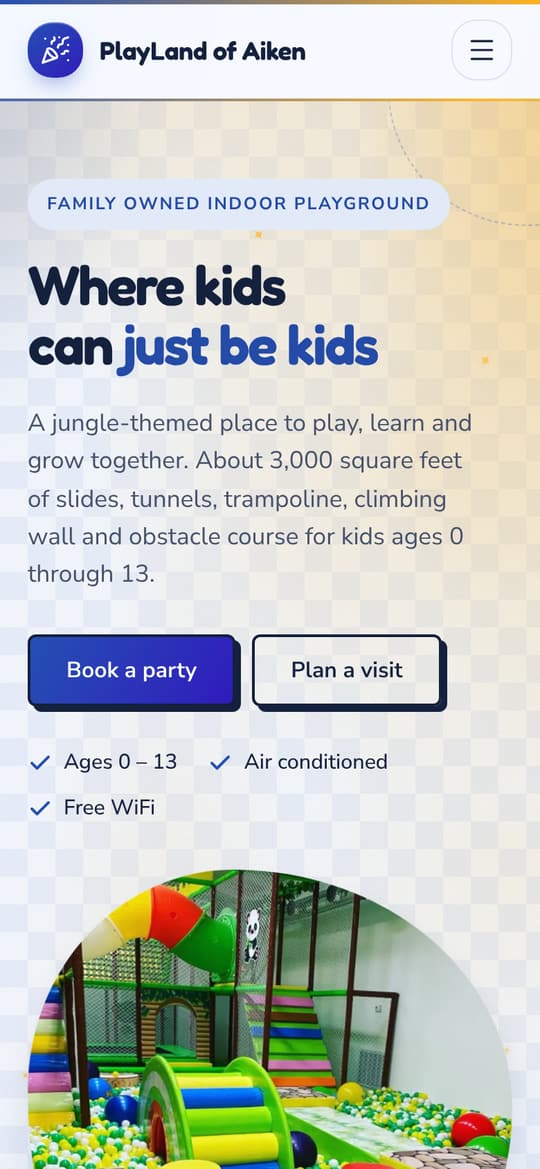 PlayLand of Aiken
FAMILY OWNED INDOOR PLAYGROUND
Where kids
can just be kids
A jungle-themed place to play, learn and
grow together. About 3,000 square feet
of slides, tunnels, trampoline, climbing
wall and obstacle course for kids ages 0
through 13.
Book a party
Plan a visit
Ages 0 – 13
Air conditioned
Free WiFi